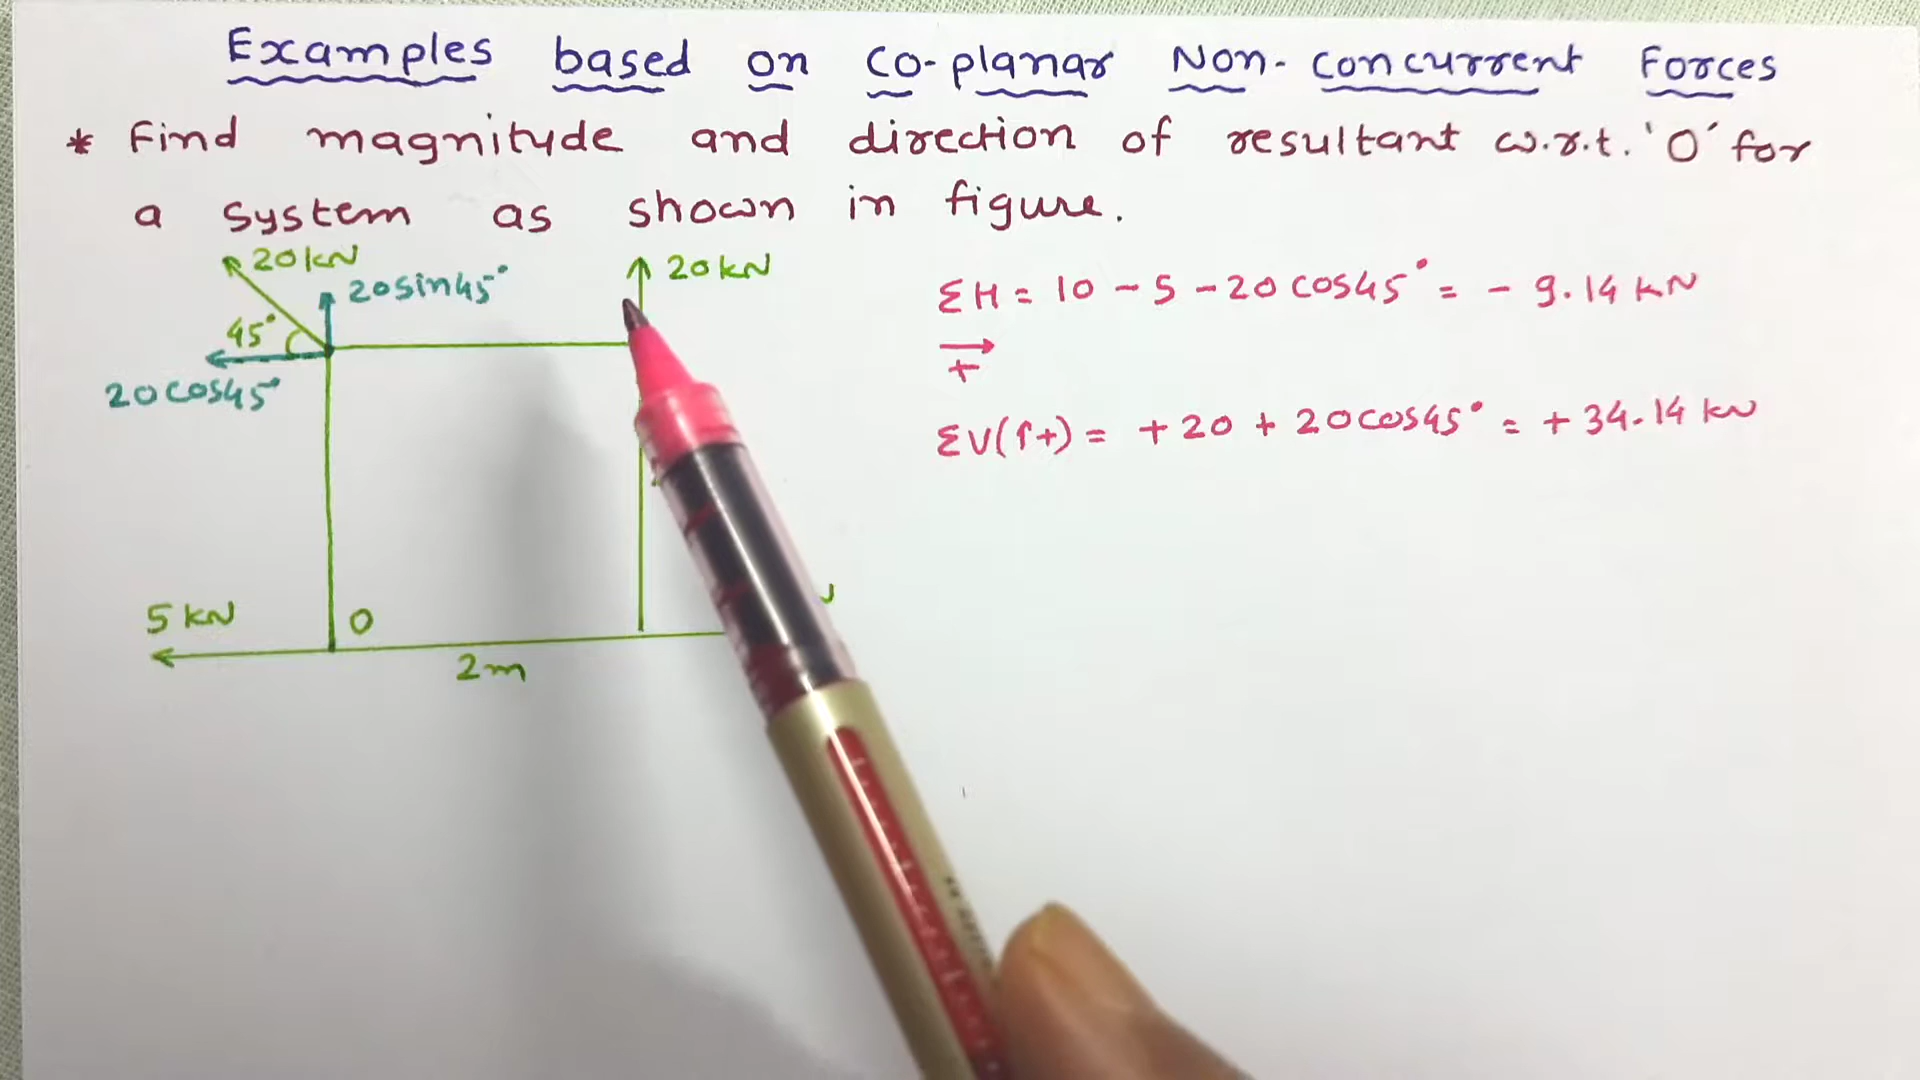 Examples based on Co-planar Non-concurrent Forces
* Find magnitude and direction of resultant w.r.t. 'O' for
a system as shown in figure.
20kN
20sin45°
20kN
45°
20cos45°
5kN
O
2m
ΣH = 10 - 5 - 20cos45° = - 9.14 kN
+
ΣV(↑+) = +20 + 20cos45° = + 34.14 kN